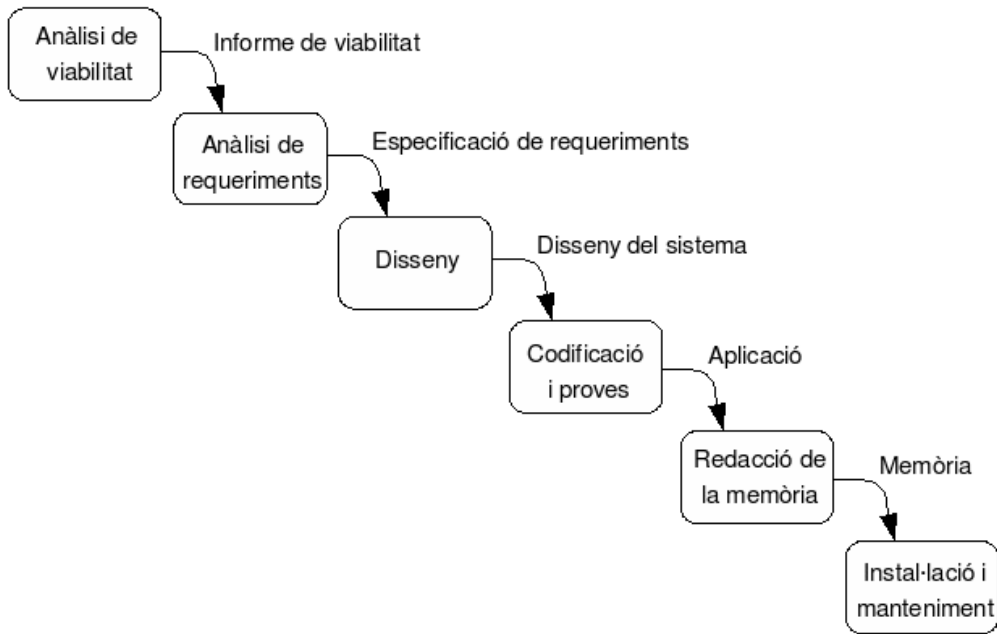 Anàlisi de
viabilitat
Informe de viabilitat
Anàlisi de
requeriments
Especificació de requeriments
Disseny
Disseny del sistema
Codificació
i proves
Aplicació
Redacció de
la memòria
Memòria
Instal·lació i
manteniment